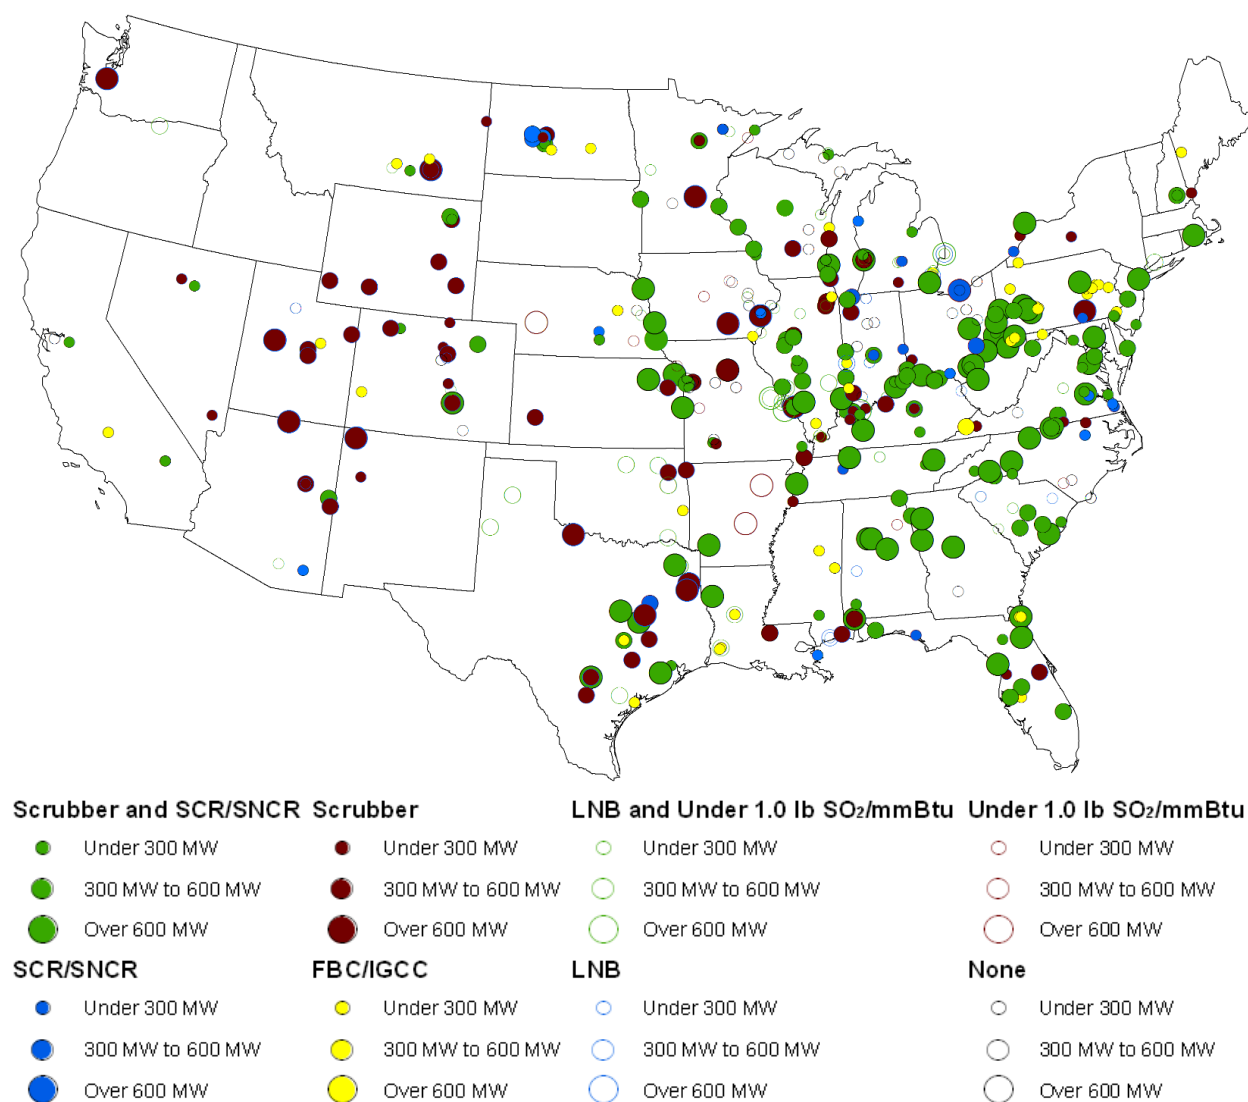 Scrubber and SCR/SNCR Scrubber LNB and Under 1.0 lb SO₂/mmBtu Under 1.0 lb SO₂/mmBtu
Under 300 MW Under 300 MW Under 300 MW Under 300 MW
300 MW to 600 MW 300 MW to 600 MW 300 MW to 600 MW 300 MW to 600 MW
Over 600 MW Over 600 MW Over 600 MW Over 600 MW
SCR/SNCR FBC/IGCC LNB None
Under 300 MW Under 300 MW Under 300 MW Under 300 MW
300 MW to 600 MW 300 MW to 600 MW 300 MW to 600 MW 300 MW to 600 MW
Over 600 MW Over 600 MW Over 600 MW Over 600 MW